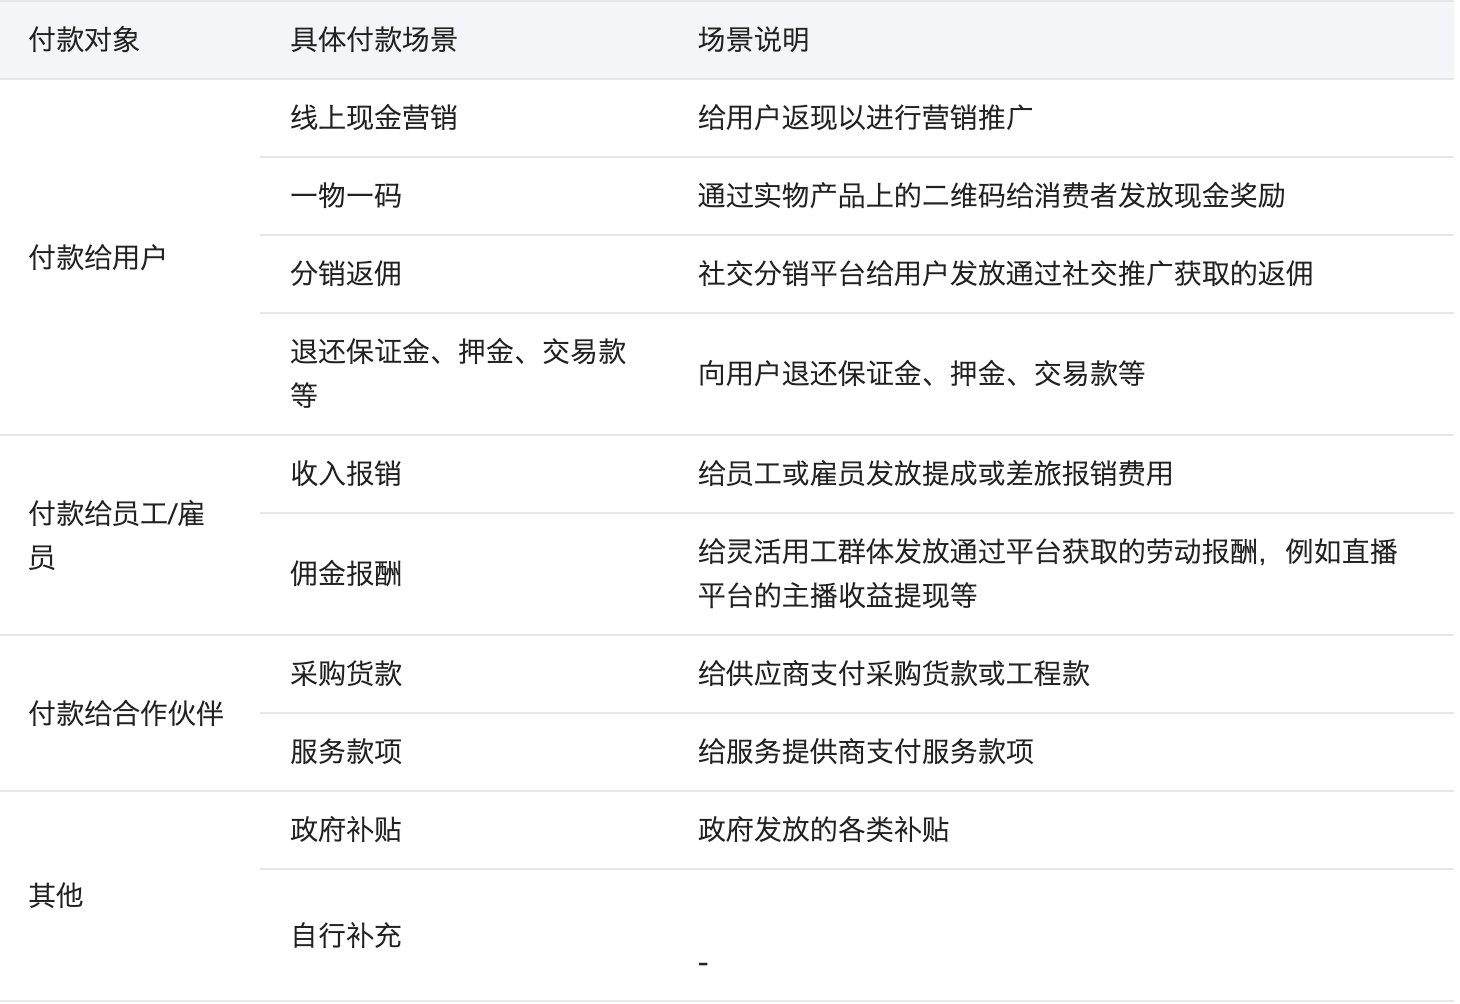 付款对象
具体付款场景
场景说明
付款给用户
线上现金营销
给用户返现以进行营销推广
一物一码
通过实物产品上的二维码给消费者发放现金奖励
分销返佣
社交分销平台给用户发放通过社交推广获取的返佣
退还保证金、押金、交易款
等
向用户退还保证金、押金、交易款等
付款给员工/雇
员
收入报销
给员工或雇员发放提成或差旅报销费用
佣金报酬
给灵活用工群体发放通过平台获取的劳动报酬，例如直播
平台的主播收益提现等
付款给合作伙伴
采购货款
给供应商支付采购货款或工程款
服务款项
给服务提供商支付服务款项
其他
政府补贴
政府发放的各类补贴
自行补充
-